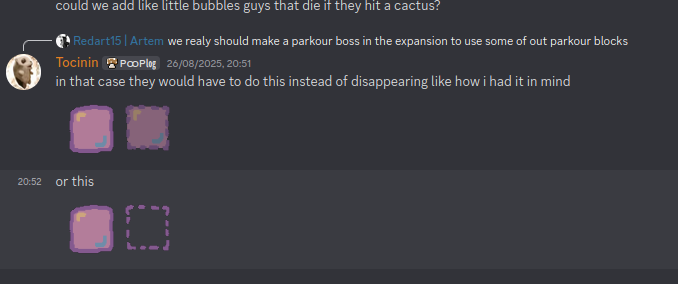 could we add like little bubbles guys that die if they hit a cactus?
Redart15 | Artem we realy should make a parkour boss in the expansion to use some of out parkour blocks
Tocinin PooPlog 26/08/2025, 20:51
in that case they would have to do this instead of disappearing like how i had it in mind
20:52 or this